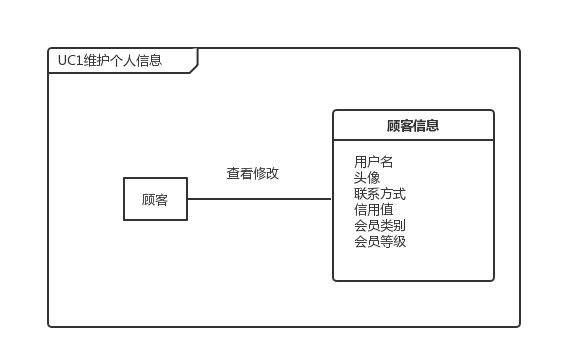 UC1维护个人信息
顾客信息
用户名
头像
联系方式
信用值
会员类别
会员等级
查看修改
顾客